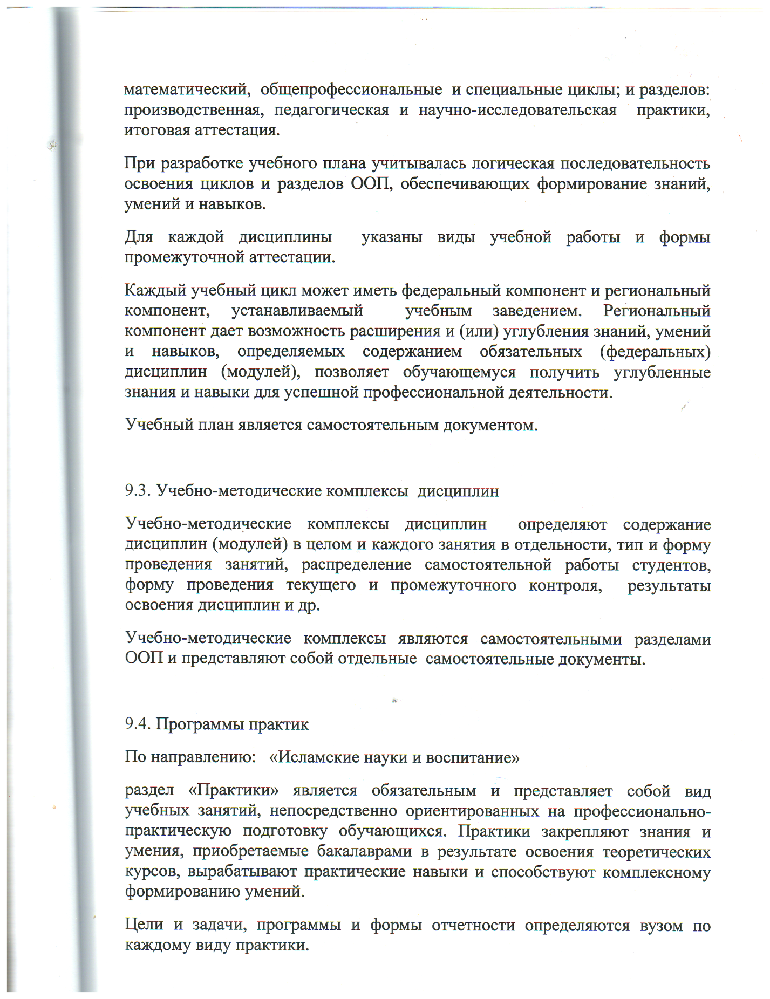 математический, общепрофессиональные и специальные циклы; и разделов:
производственная, педагогическая и научно-исследовательская практики,
итоговая аттестация.
При разработке учебного плана учитывалась логическая последовательность
освоения циклов и разделов ООП, обеспечивающих формирование знаний,
умений и навыков.
Для каждой дисциплины указаны виды учебной работы и формы
промежуточной аттестации.
Каждый учебный цикл может иметь федеральный компонент и региональный
компонент, устанавливаемый учебным заведением. Региональный
компонент дает возможность расширения и (или) углубления знаний, умений
и навыков, определяемых содержанием обязательных (федеральных)
дисциплин (модулей), позволяет обучающемуся получить углубленные
знания и навыки для успешной профессиональной деятельности.
Учебный план является самостоятельным документом.
9.3. Учебно-методические комплексы дисциплин
Учебно-методические комплексы дисциплин определяют содержание
дисциплин (модулей) в целом и каждого занятия в отдельности, тип и форму
проведения занятий, распределение самостоятельной работы студентов,
форму проведения текущего и промежуточного контроля, результаты
освоения дисциплин и др.
Учебно-методические комплексы являются самостоятельными разделами
ООП и представляют собой отдельные самостоятельные документы.
9.4. Программы практик
По направлению: «Исламские науки и воспитание»
раздел «Практики» является обязательным и представляет собой вид
учебных занятий, непосредственно ориентированных на профессионально-
практическую подготовку обучающихся. Практики закрепляют знания и
умения, приобретаемые бакалаврами в результате освоения теоретических
курсов, вырабатывают практические навыки и способствуют комплексному
формированию умений.
Цели и задачи, программы и формы отчетности определяются вузом по
каждому виду практики.